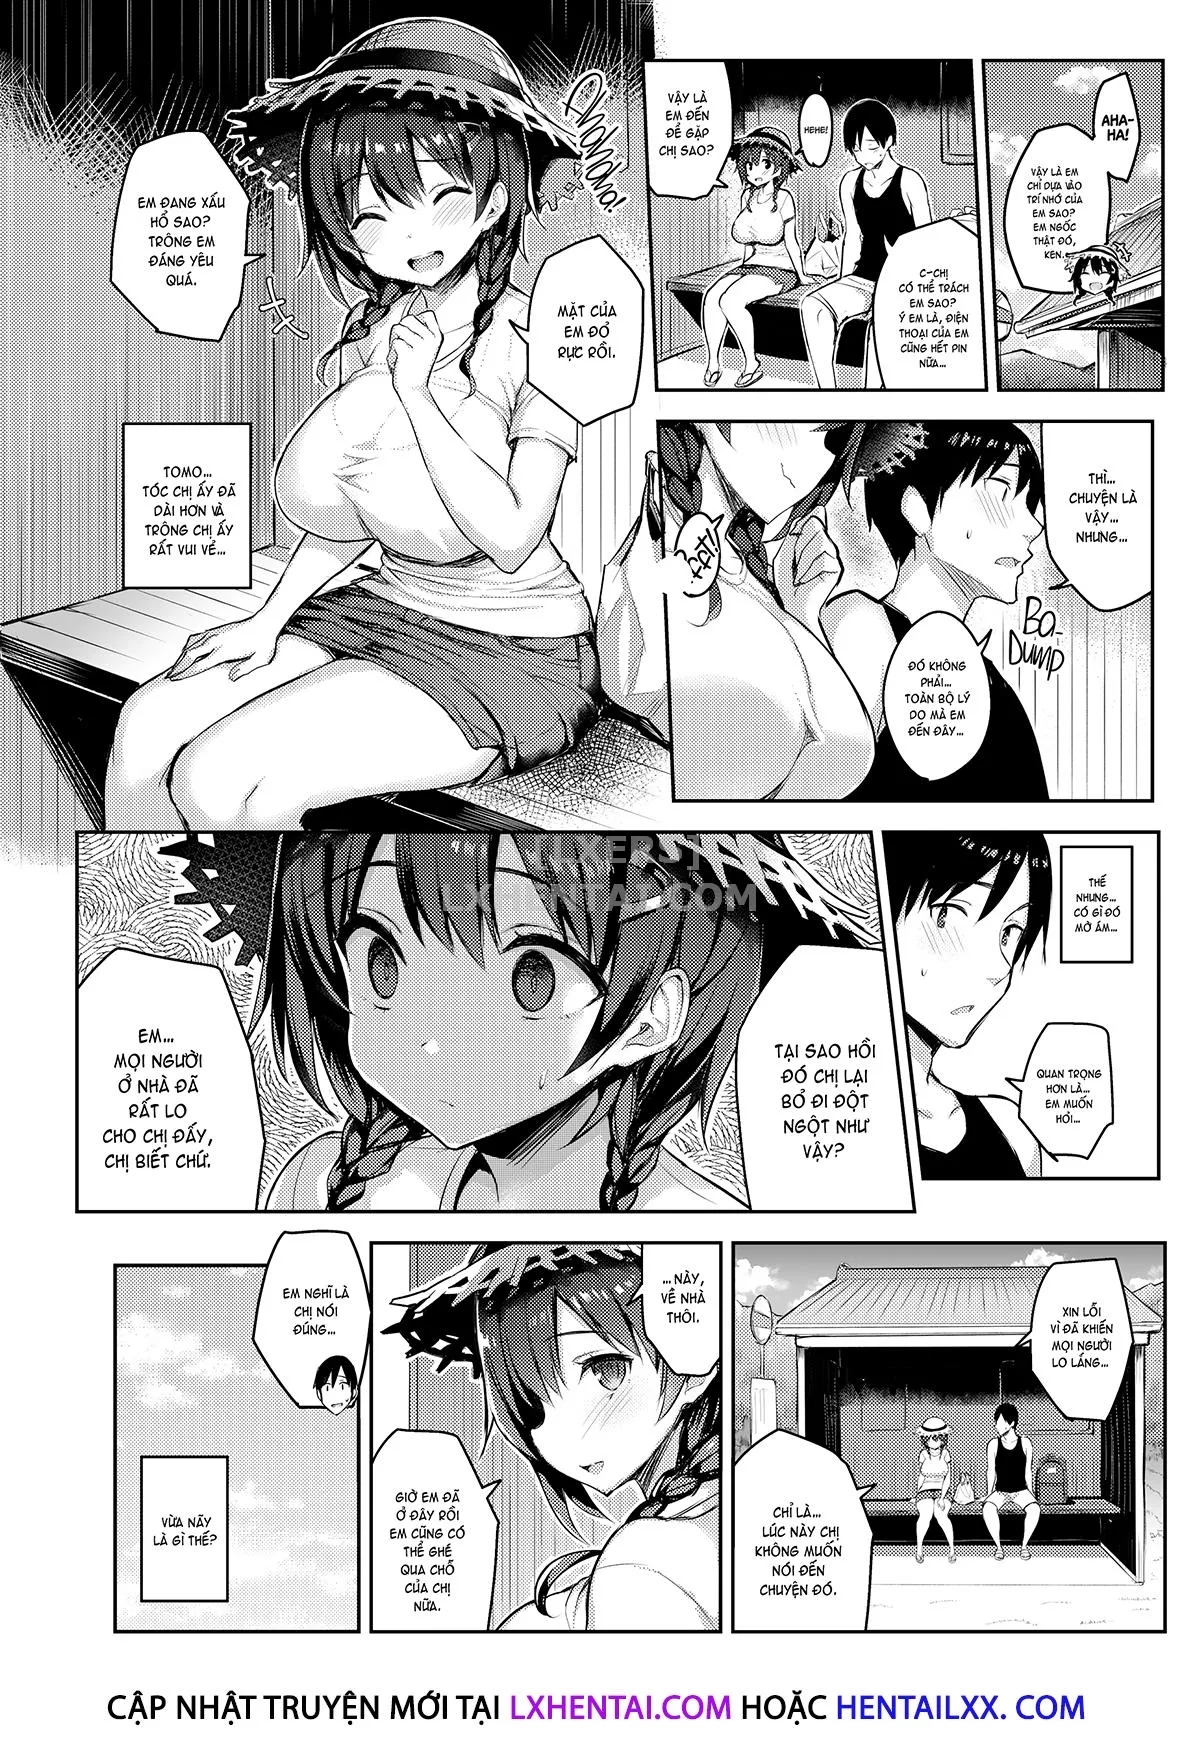 AHA-
HA!
VẬY LÀ EM
CHỈ DỰA VÀO
TRÍ NHỚ CỦA
EM SAO?
EM NGỐC
THẬT ĐÓ,
KEN.
VẬY LÀ
EM ĐẾN
ĐỂ GẶP
CHỊ SAO?
HEHE!
C-CHỊ
CÓ THỂ TRÁCH
EM SAO?
Ý EM LÀ, ĐIỆN
THOẠI CỦA EM
CŨNG HẾT PIN
NỮA...
THÌ...
CHUYỆN LÀ
VẬY...
NHƯNG...
BA-
DUMP
ĐÓ KHÔNG
PHẢI...
TOÀN BỘ LÝ
DO MÀ EM
ĐẾN ĐÂY...
PFFT!
Ahahaha!
MẶT CỦA
EM ĐỎ
RỰC RỒI.
EM ĐANG XẤU
HỔ SAO?
TRÔNG EM
ĐÁNG YÊU
QUÁ.
TOMO...
TÓC CHỊ ẤY ĐÃ
DÀI HƠN VÀ
TRÔNG CHỊ ẤY
RẤT VUI VẺ...
THẾ
NHƯNG...
CÓ GÌ ĐÓ
MỜ ÁM...
QUAN TRỌNG
HƠN LÀ...
EM MUỐN
HỎI...
TẠI SAO HỒI
ĐÓ CHỊ LẠI
BỎ ĐI ĐỘT
NGỘT NHƯ
VẬY?
EM...
MỌI NGƯỜI
Ở NHÀ ĐÃ
RẤT LO
CHO CHỊ ĐẤY,
CHỊ BIẾT CHỨ.
[LXERS]
LXHENTAI.COM
XIN LỖI
VÌ ĐÃ KHIẾN
MỌI NGƯỜI
LO LẮNG...
CHỈ LÀ...
LÚC NÀY CHỊ
KHÔNG MUỐN
NÓI ĐẾN
CHUYỆN ĐÓ.
...NÀY,
VỀ NHÀ
THÔI.
GIỜ EM ĐÃ
Ở ĐÂY RỒI
EM CŨNG CÓ
THỂ GHÉ
QUA CHỖ
CỦA CHỊ
NỮA.
EM NGHĨ LÀ
CHỊ NÓI
ĐÚNG...
VỪA NÃY
LÀ GÌ THẾ?
CẬP NHẬT TRUYỆN MỚI TẠI LXHENTAI.COM HOẶC HENTAILXX. COM